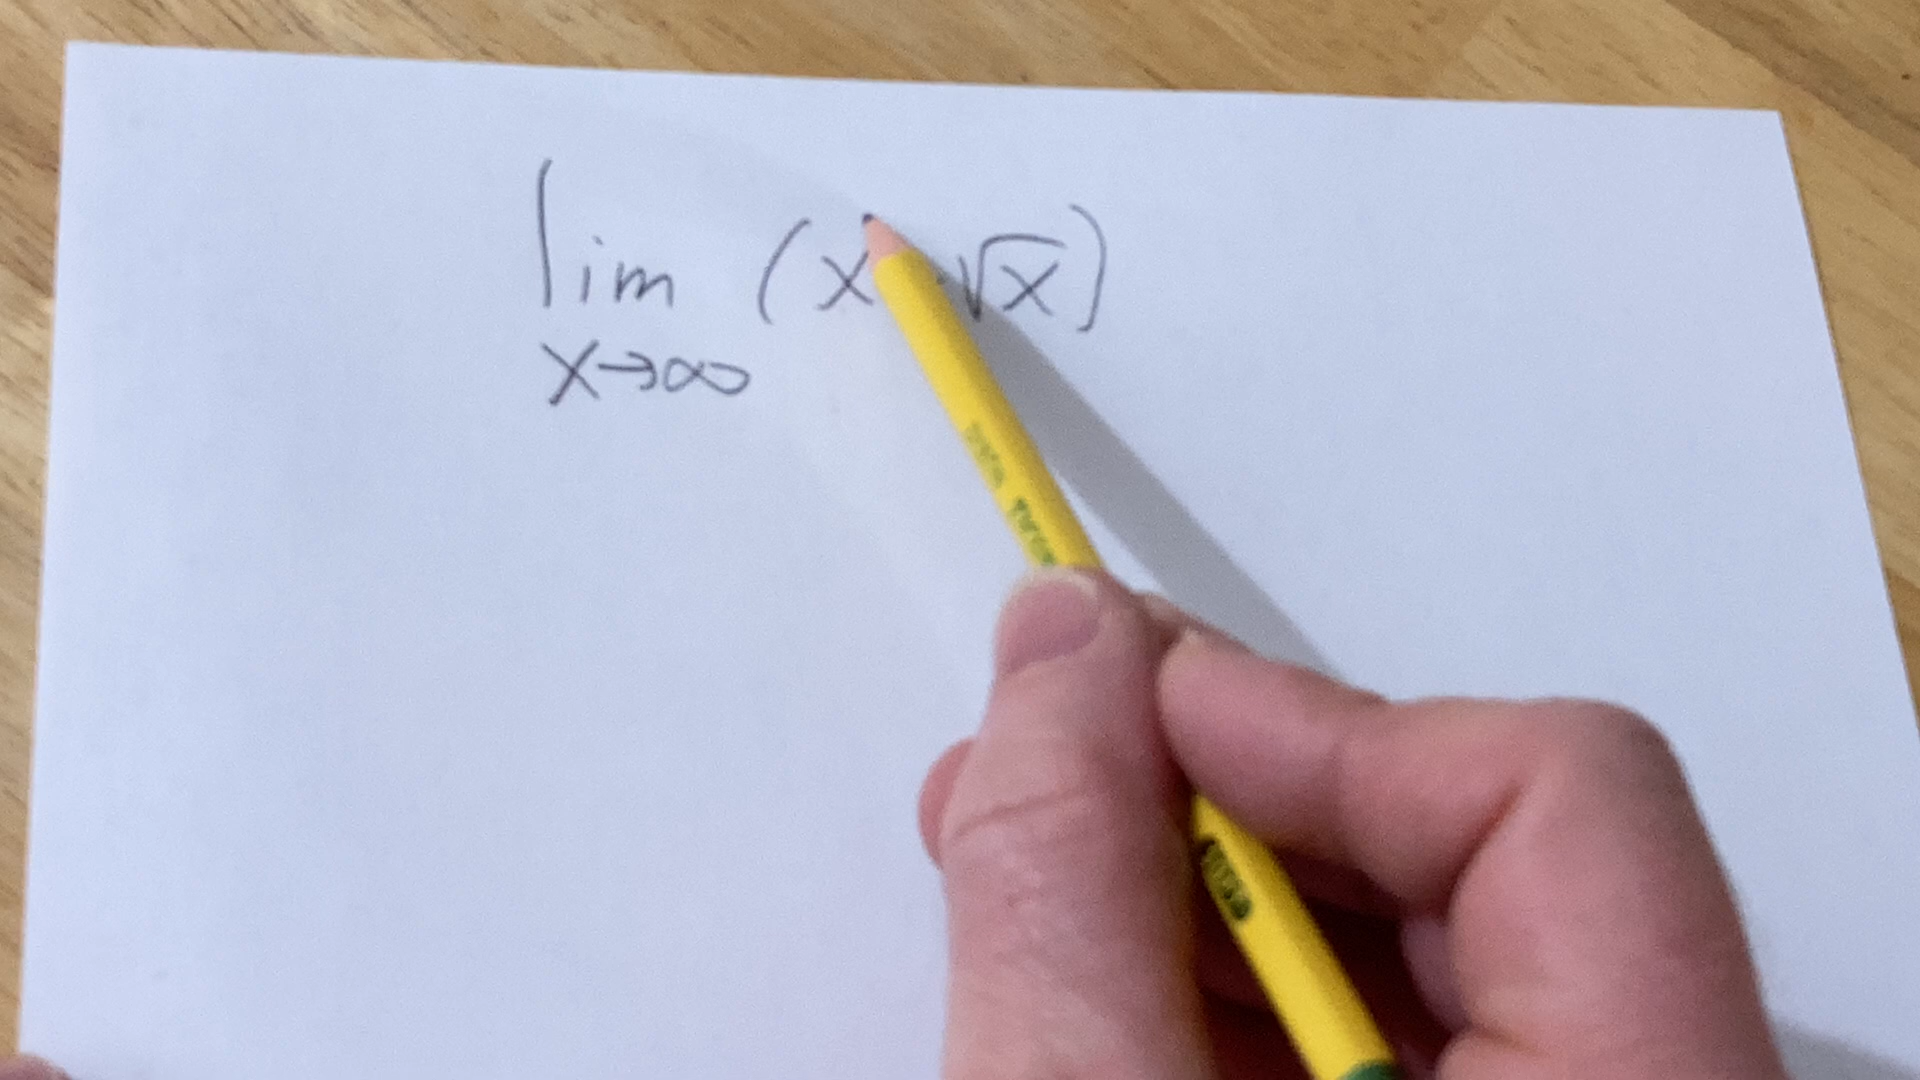 lim (x - √x)
x→∞